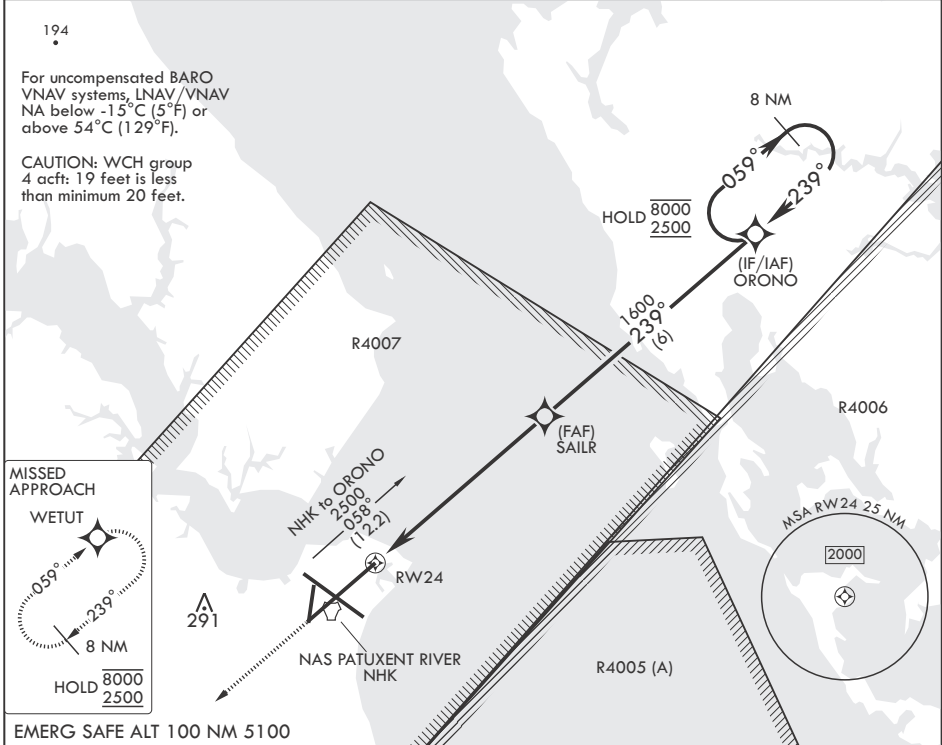 194
For uncompensated BARO
VNAV systems, LNAV/VNAV
NA below -15°C (5°F) or
above 54°C (129°F).
CAUTION: WCH group
4 acft: 19 feet is less
than minimum 20 feet.
8 NM
059°
239°
HOLD 8000
2500
(IF/IAF)
ORONO
1600
239°
(6)
R4007
R4006
(FAF)
SAILR
NHK to ORONO
2500
058°
(12.2)
MISSED
APPROACH
WETUT
059°
239°
8 NM
HOLD 8000
2500
MSA RW24 25 NM
2000
RW24
291
NAS PATUXENT RIVER
NHK
R4005 (A)
EMERG SAFE ALT 100 NM 5100